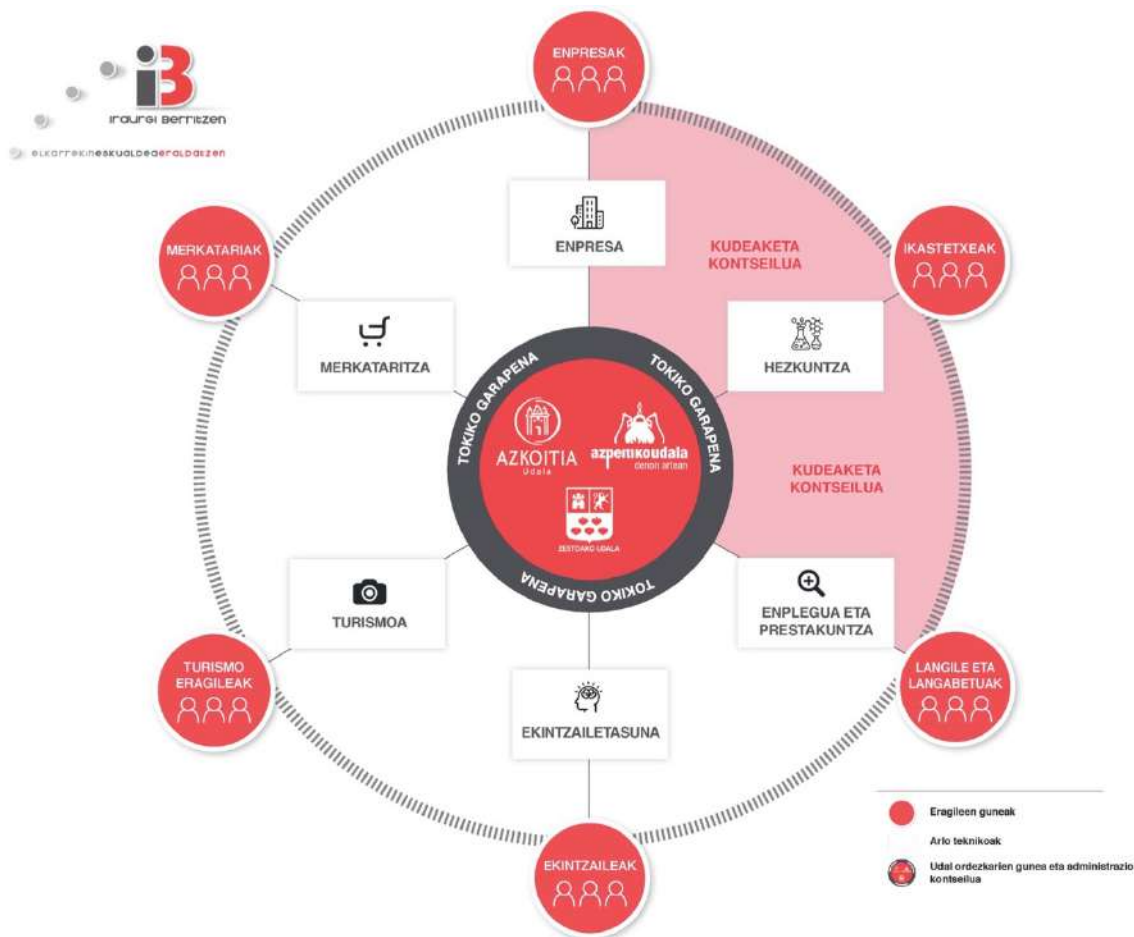 iB
iraurgi Berritzen
elkarrekineskualdeaeraldatzen
ENPRESAK
MERKATARIAK
IKASTETXEAK
ENPRESA
KUDEAKETA
KONTSEILUA
MERKATARITZA
HEZKUNTZA
TOKIKO GARAPENA
TOKIKO GARAPENA
AZKOITIA
Udala
azpeitikoudala
denon artean
KUDEAKETA
KONTSEILUA
ZESTOAKO UDALA
TOKIKO GARAPENA
TURISMOA
ENPLEGUA ETA
PRESTAKUNTZA
TURISMO
ERAGILEAK
LANGILE ETA
LANGABETUAK
EKINTZAILETASUNA
EKINTZAILEAK
Eragileen guneak
Arlo teknikoak
Udal ordezkarien gunea eta administrazio
kontseilua